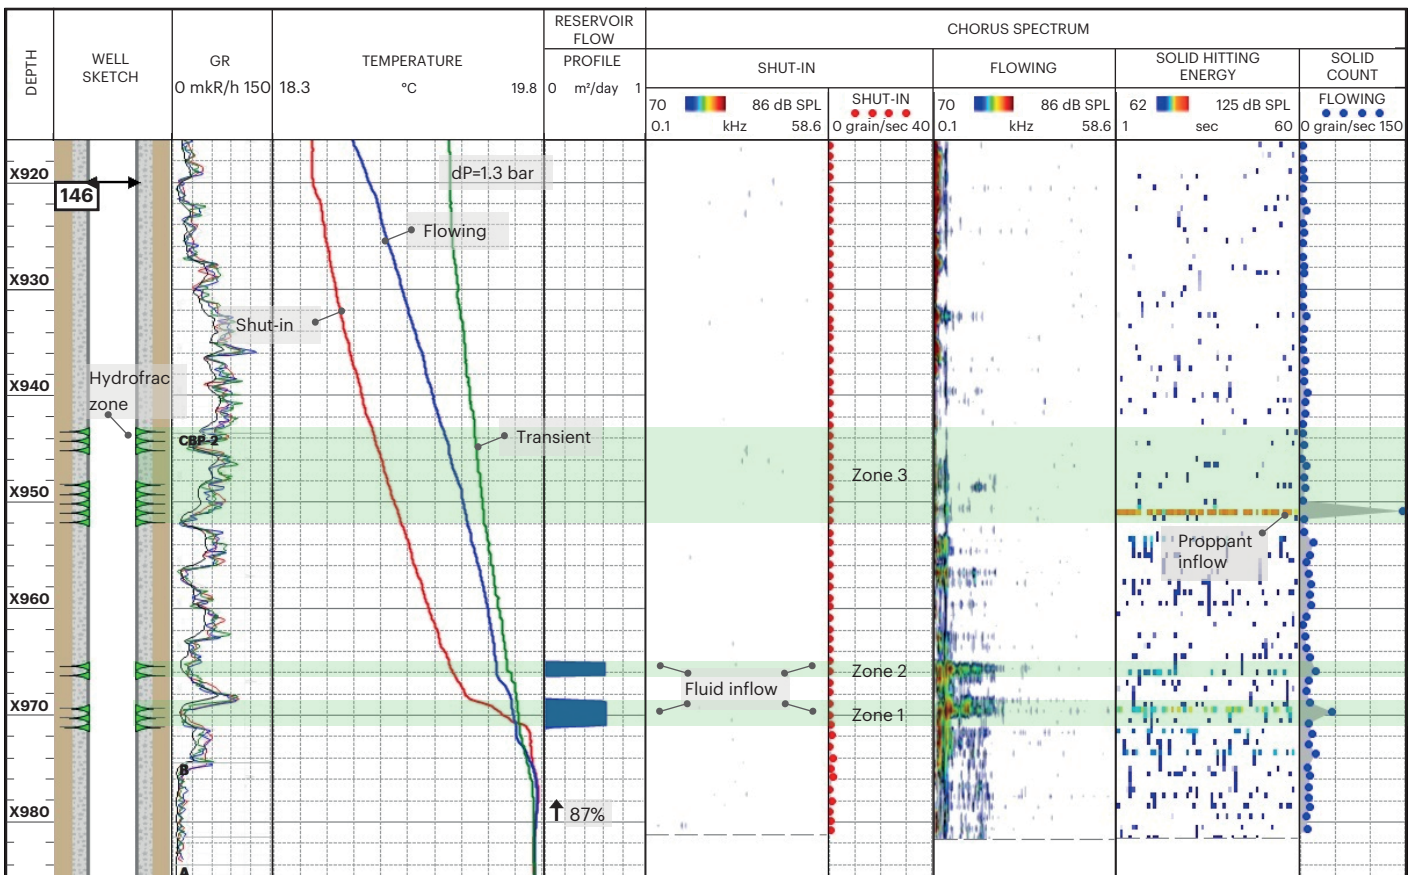 DEPTH
WELL
SKETCH
GR
0 mkR/h 150
TEMPERATURE
18.3 °C 19.8
RESERVOIR
FLOW
PROFILE
0 m²/day 1
CHORUS SPECTRUM
SHUT-IN
70 86 dB SPL
0.1 kHz 58.6
SHUT-IN
0 grain/sec 40
FLOWING
70 86 dB SPL
0.1 kHz 58.6
SOLID HITTING
ENERGY
62 125 dB SPL
1 sec 60
SOLID
COUNT
FLOWING
0 grain/sec 150
X920
146
dP=1.3 bar
Flowing
X930
Shut-in
X940
Hydrofrac
zone
CBP-2
Transient
X950
Zone 3
Proppant
inflow
X960
Zone 2
Fluid inflow
X970
Zone 1
B
X980
87%
A